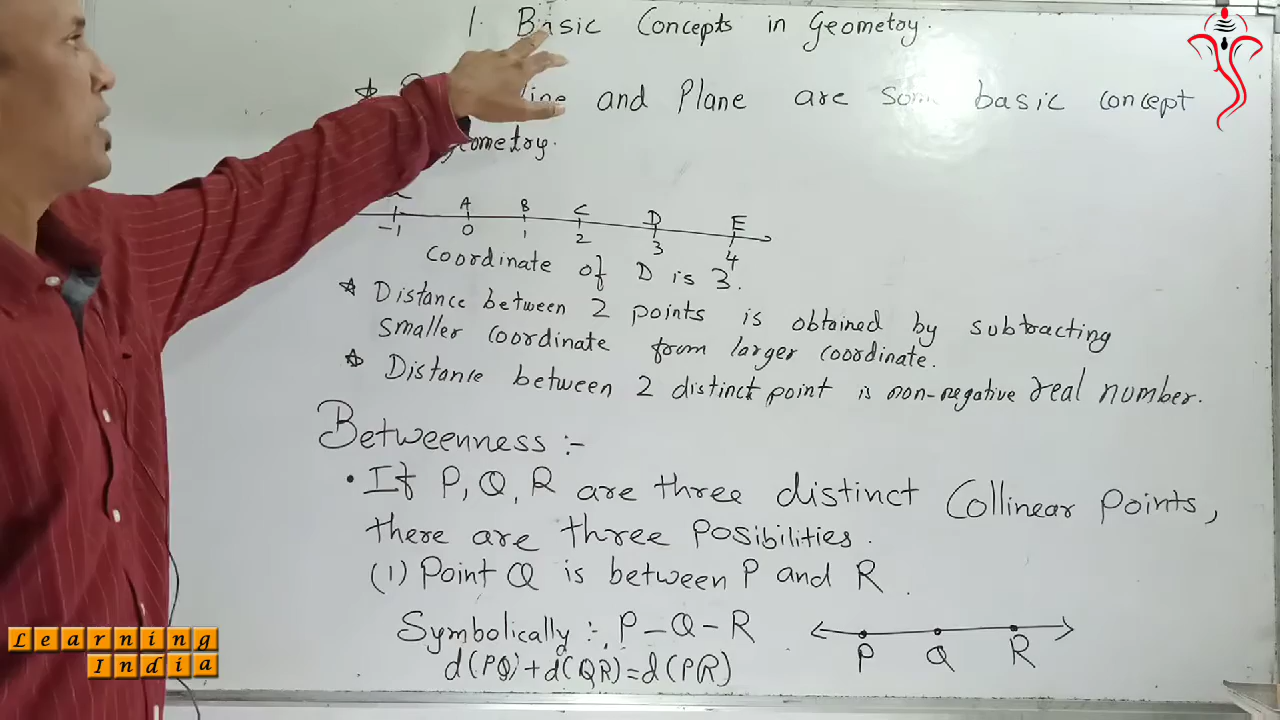 1. Basic Concepts in Geometry.
line and Plane are some basic concept
geometry.
A B C D E
-1 0 1 2 3 4
Coordinate of D is 3.
☆ Distance between 2 points is obtained by subtracting
smaller coordinate from larger coordinate.
☆ Distance between 2 distinct point is non-negative real number.
Betweenness :-
• If P, Q, R are three distinct Collinear Points,
there are three posibilities.
(1) Point Q is between P and R.
Symbolically :- P - Q - R
d(PQ)+d(QR)=d(PR)
P Q R
Learning
India